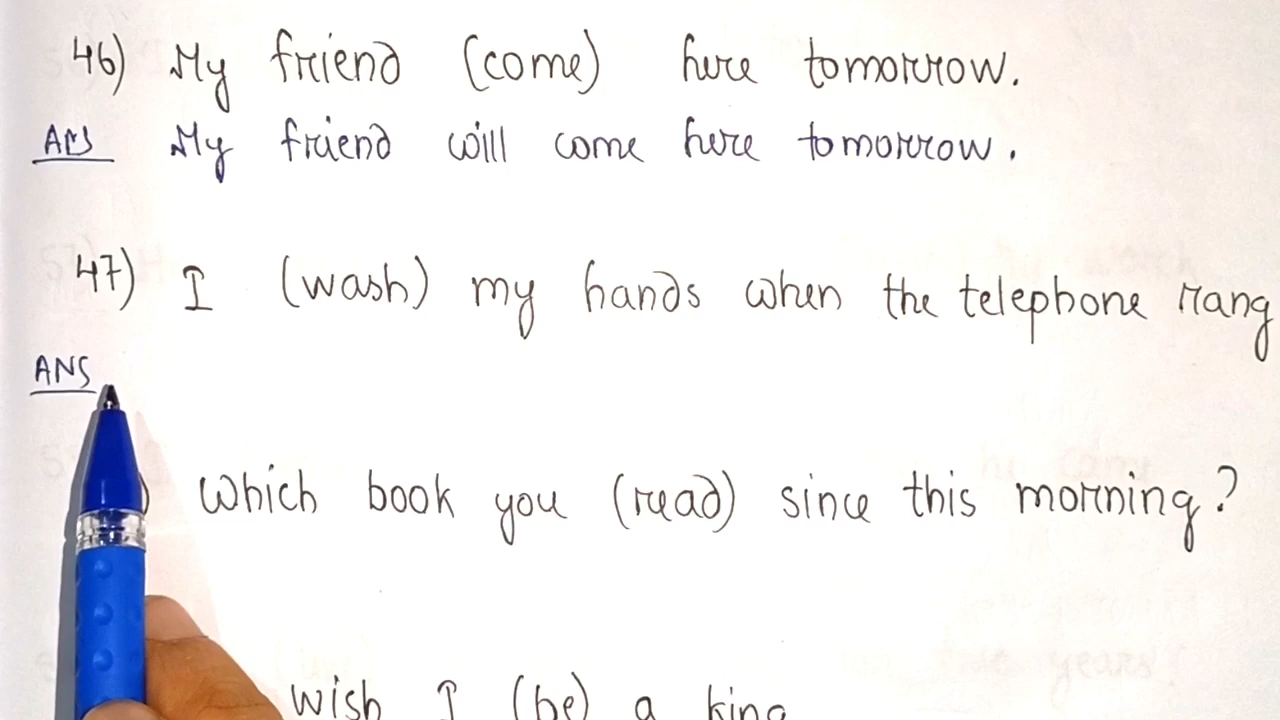 46) My friend (come) here tomorrow.
Ans My friend will come here tomorrow.
47) I (wash) my hands when the telephone rang
ANS
) Which book you (read) since this morning?
wish I (be) a king